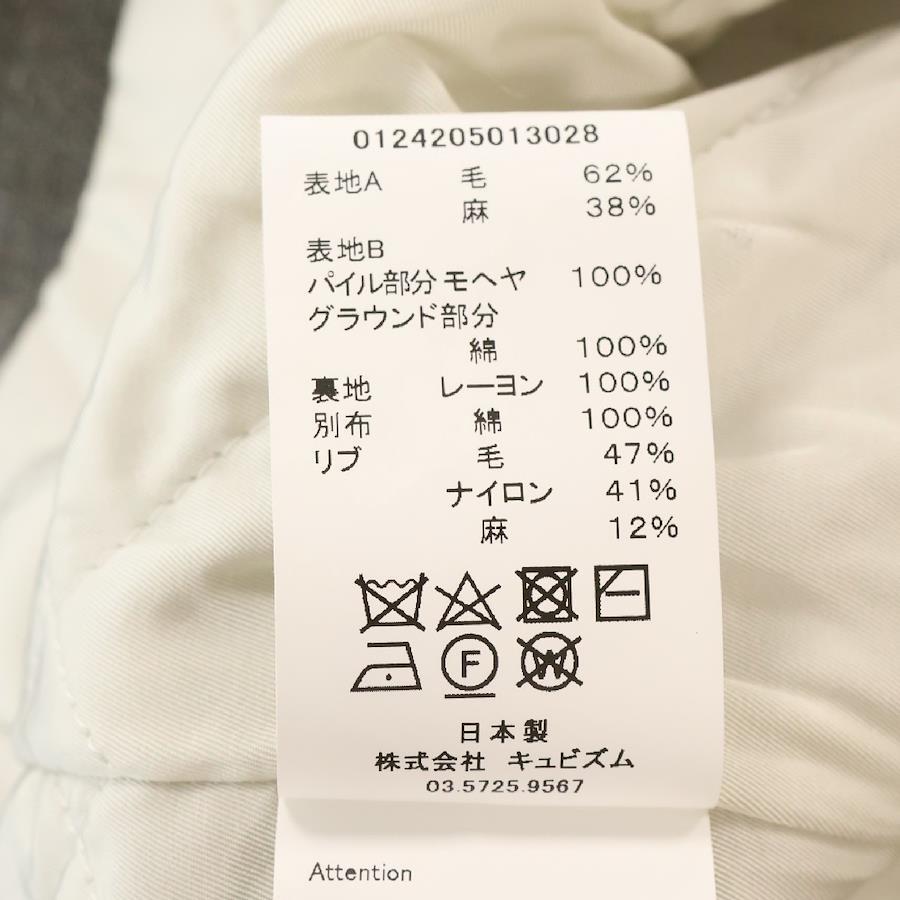 0124205013028
表地A 毛 62%
麻 38%
表地B
パイル部分 モヘヤ 100%
グラウンド部分
綿 100%
裏地 レーヨン 100%
別布 綿 100%
リブ 毛 47%
ナイロン 41%
麻 12%
F W
日本製
株式会社 キュビズム
03.5725.9567
Attention